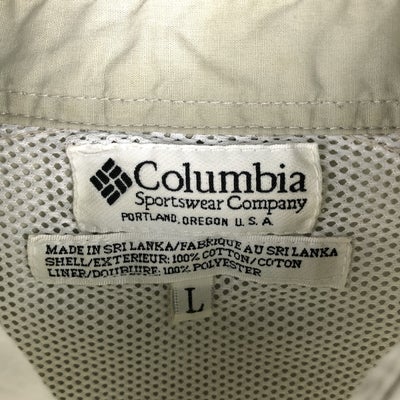 Columbia
Sportswear Company
PORTLAND, OREGON U.S.A
MADE IN SRI LANKA/FABRIQUE AU SRI LANKA
SHELL/EXTERIEUR: 100% COTTON/COTON
LINER/DOUBLURE: 100% POLYESTER
L